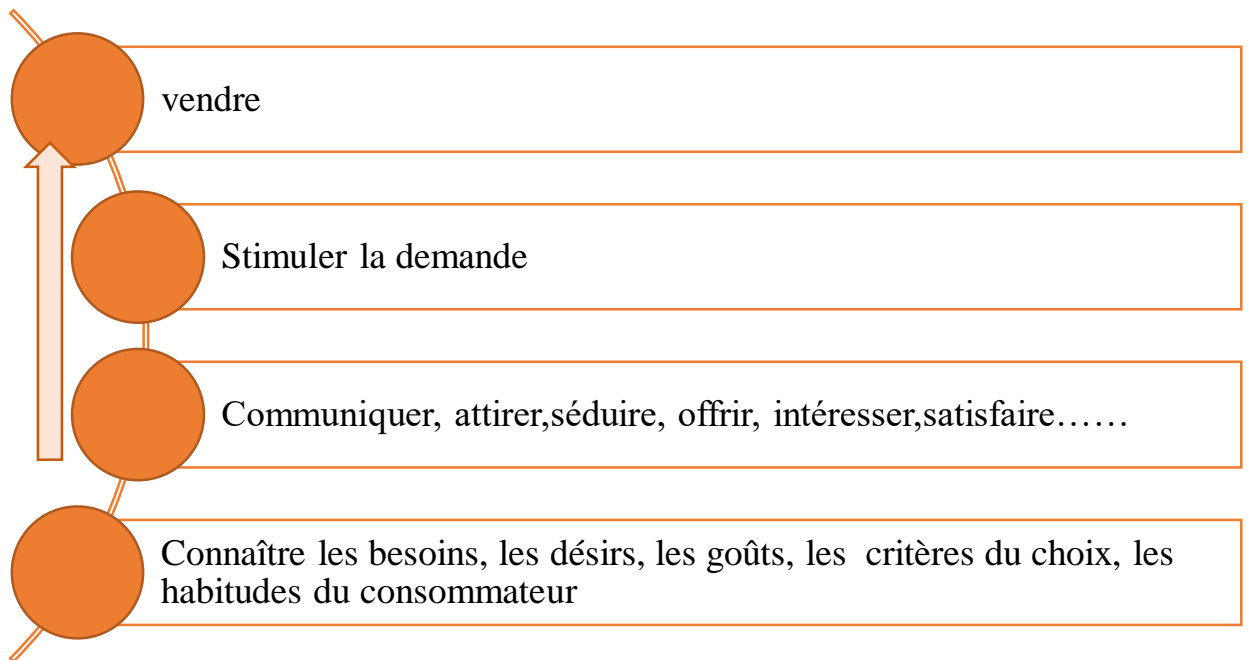 vendre
Stimuler la demande
Communiquer, attirer,séduire, offrir, intéresser,satisfaire……
Connaître les besoins, les désirs, les goûts, les critères du choix, les
habitudes du consommateur